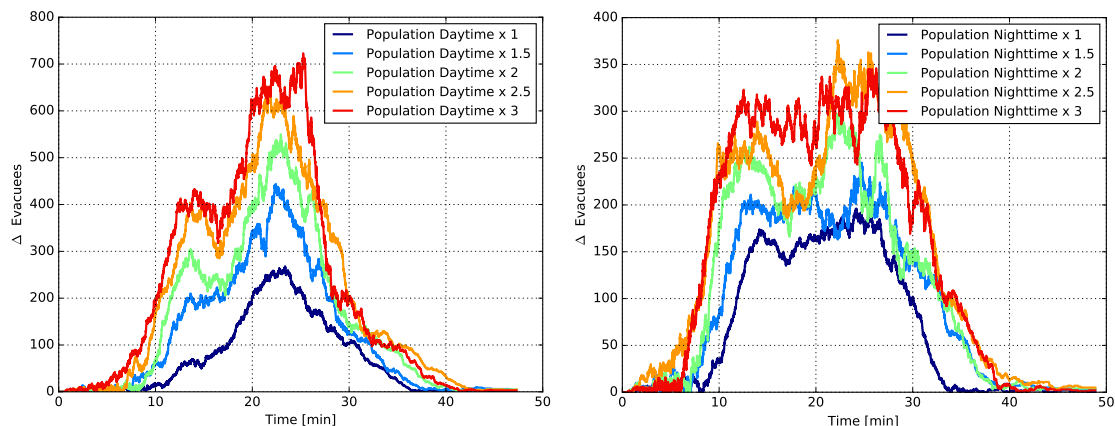 800
700
600
500
400
300
200
100
0
Δ Evacuees
0 10 20 30 40 50
Time [min]
Population Daytime x 1
Population Daytime x 1.5
Population Daytime x 2
Population Daytime x 2.5
Population Daytime x 3
400
350
300
250
200
150
100
50
0
Δ Evacuees
0 10 20 30 40 50
Time [min]
Population Nighttime x 1
Population Nighttime x 1.5
Population Nighttime x 2
Population Nighttime x 2.5
Population Nighttime x 3